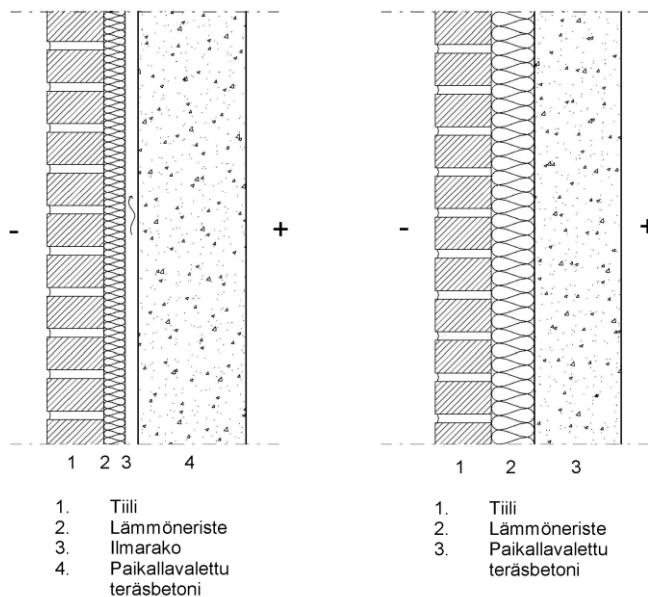 - + - +
1 2 3 4
1 2 3
1. Tiili
2. Lämmöneriste
3. Ilmarako
4. Paikallavalettu
teräsbetoni
1. Tiili
2. Lämmöneriste
3. Paikallavalettu
teräsbetoni